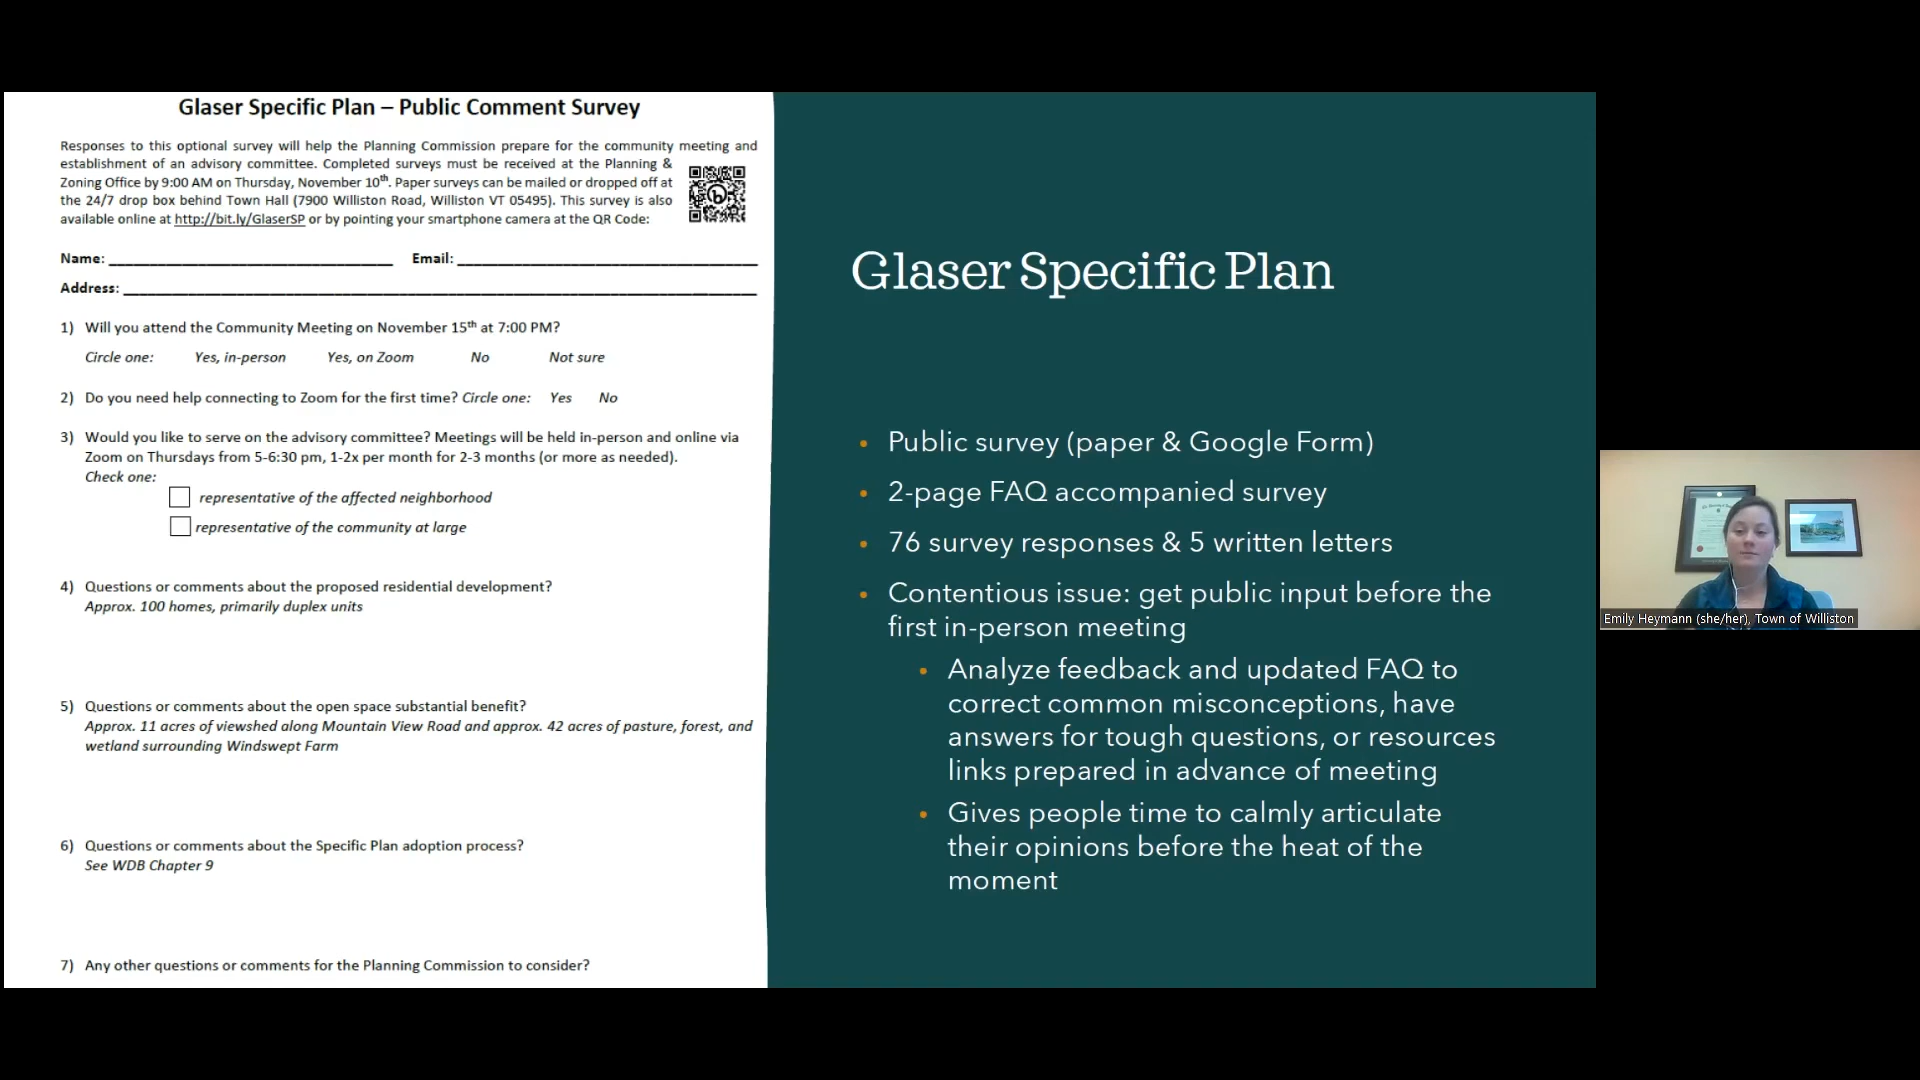 Glaser Specific Plan – Public Comment Survey
Responses to this optional survey will help the Planning Commission prepare for the community meeting and
establishment of an advisory committee. Completed surveys must be received at the Planning &
Zoning Office by 9:00 AM on Thursday, November 10th. Paper surveys can be mailed or dropped off at
the 24/7 drop box behind Town Hall (7900 Williston Road, Williston VT 05495). This survey is also
available online at http://bit.ly/GlaserSP or by pointing your smartphone camera at the QR Code:
Name: Email:
Address:
1) Will you attend the Community Meeting on November 15th at 7:00 PM?
Circle one: Yes, in-person Yes, on Zoom No Not sure
2) Do you need help connecting to Zoom for the first time? Circle one: Yes No
3) Would you like to serve on the advisory committee? Meetings will be held in-person and online via
Zoom on Thursdays from 5-6:30 pm, 1-2x per month for 2-3 months (or more as needed).
Check one:
representative of the affected neighborhood
representative of the community at large
4) Questions or comments about the proposed residential development?
Approx. 100 homes, primarily duplex units
5) Questions or comments about the open space substantial benefit?
Approx. 11 acres of viewshed along Mountain View Road and approx. 42 acres of pasture, forest, and
wetland surrounding Windswept Farm
6) Questions or comments about the Specific Plan adoption process?
See WDB Chapter 9
7) Any other questions or comments for the Planning Commission to consider?
Glaser Specific Plan
• Public survey (paper & Google Form)
• 2-page FAQ accompanied survey
• 76 survey responses & 5 written letters
• Contentious issue: get public input before the
first in-person meeting
• Analyze feedback and updated FAQ to
correct common misconceptions, have
answers for tough questions, or resources
links prepared in advance of meeting
• Gives people time to calmly articulate
their opinions before the heat of the
moment
Emily Heymann (she/her), Town of Williston